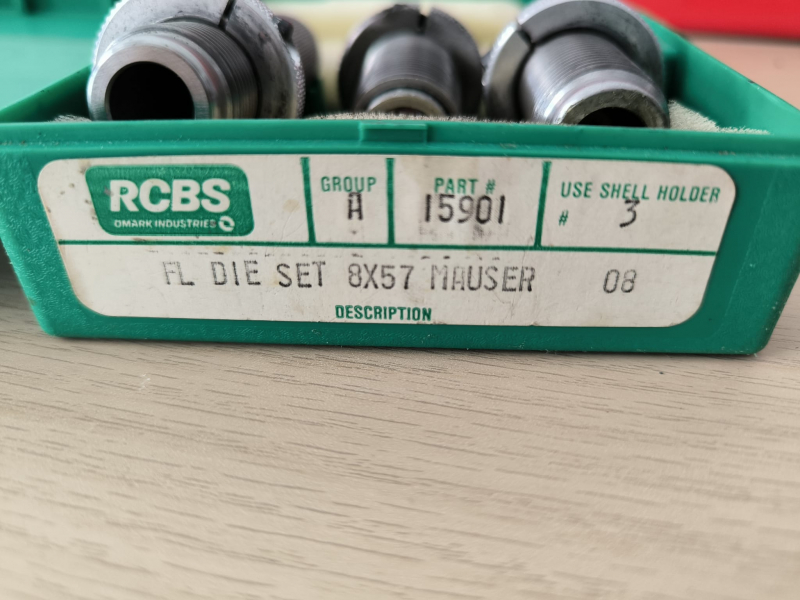 RCBS
OMARK INDUSTRIES
GROUP
A
PART #
15901
USE SHELL HOLDER
# 3
FL DIE SET 8X57 MAUSER 08
DESCRIPTION